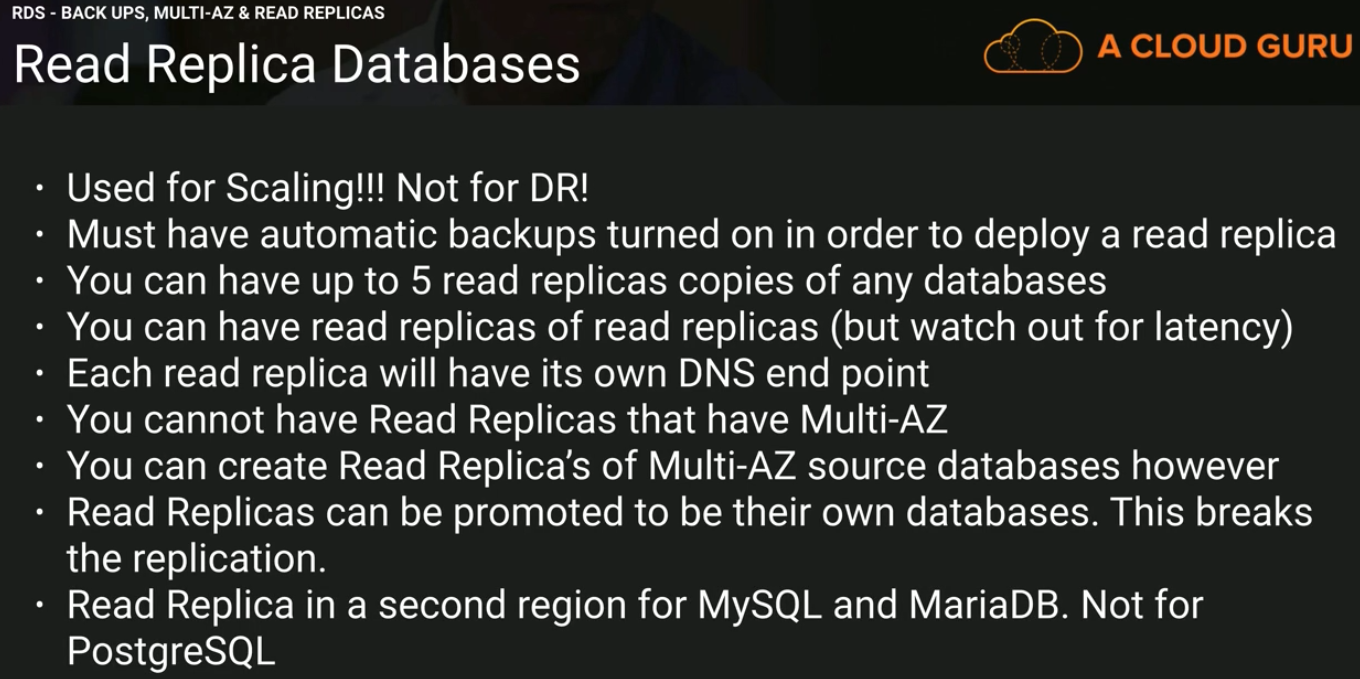 RDS - BACK UPS, MULTI-AZ & READ REPLICAS
Read Replica Databases
A CLOUD GURU
• Used for Scaling!!! Not for DR!
• Must have automatic backups turned on in order to deploy a read replica
• You can have up to 5 read replicas copies of any databases
• You can have read replicas of read replicas (but watch out for latency)
• Each read replica will have its own DNS end point
• You cannot have Read Replicas that have Multi-AZ
• You can create Read Replica’s of Multi-AZ source databases however
• Read Replicas can be promoted to be their own databases. This breaks
the replication.
• Read Replica in a second region for MySQL and MariaDB. Not for
PostgreSQL